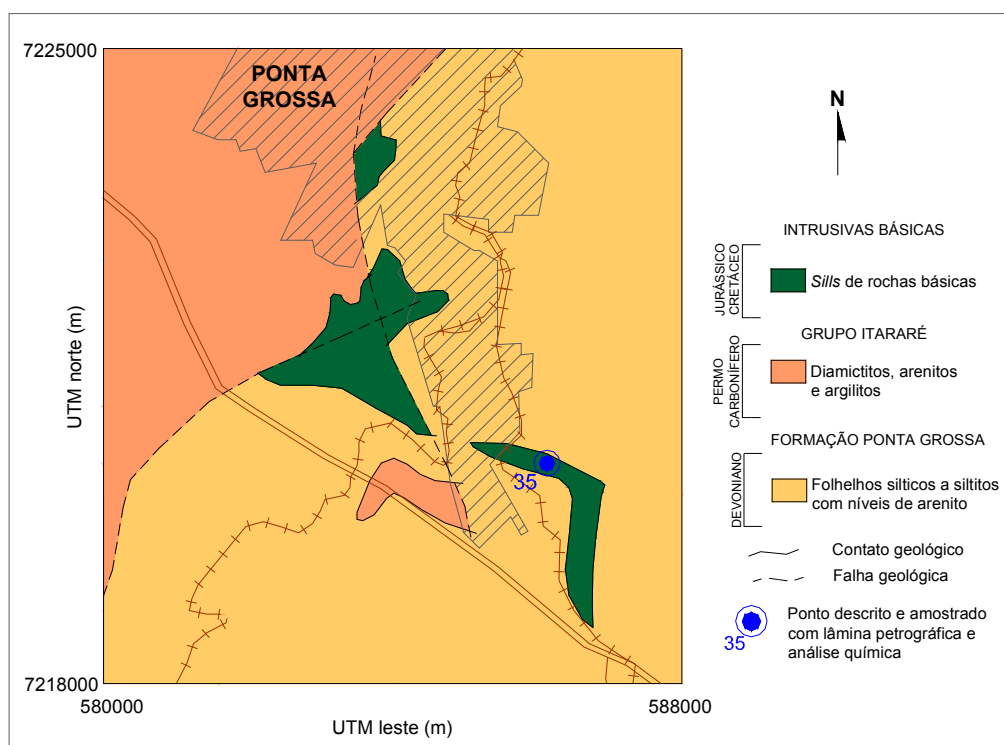 7225000
PONTA
GROSSA
35
UTM norte (m)
7218000
580000
588000
UTM leste (m)
N
INTRUSIVAS BÁSICAS
JURÁSSICO
CRETÁCEO
Sills de rochas básicas
GRUPO ITARARÉ
PERMO
CARBONÍFERO
Diamictitos, arenitos
e argilitos
FORMAÇÃO PONTA GROSSA
DEVONIANO
Folhelhos silticos a siltitos
com níveis de arenito
Contato geológico
Falha geológica
35
Ponto descrito e amostrado
com lâmina petrográfica e
análise química